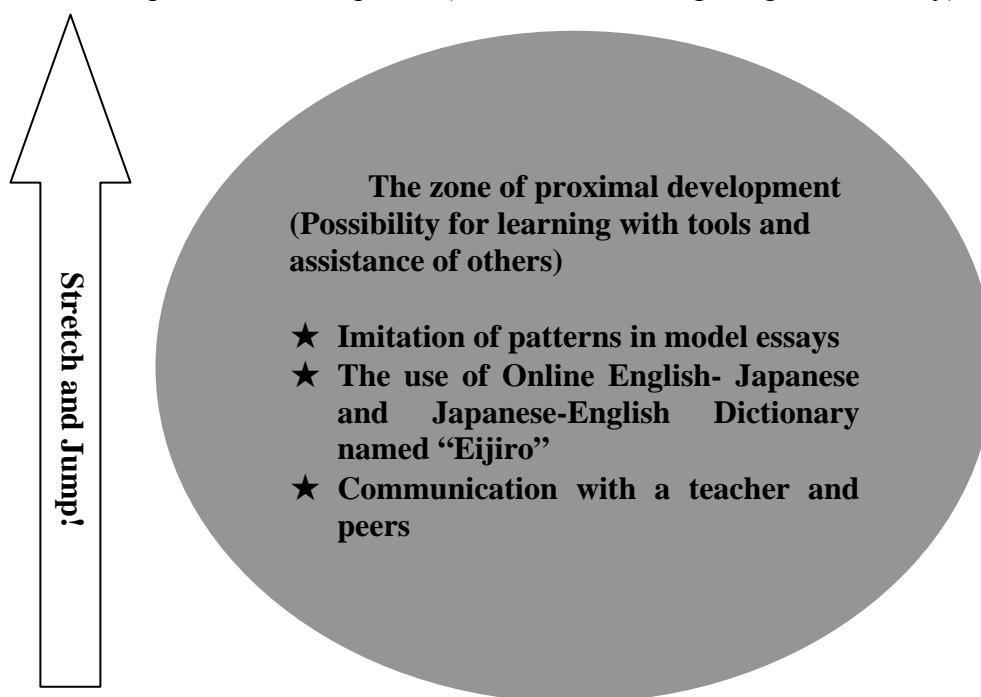 The zone of proximal development
(Possibility for learning with tools and
assistance of others)
★ Imitation of patterns in model essays
★ The use of Online English- Japanese
and Japanese-English Dictionary
named “Eijiro”
★ Communication with a teacher and
peers
Stretch and Jump!